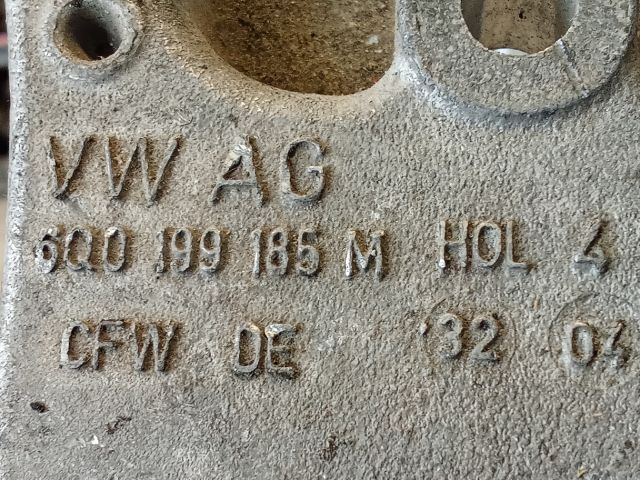 VW AG
6Q0 199 185 M HOL 4
CFW DE 32 04